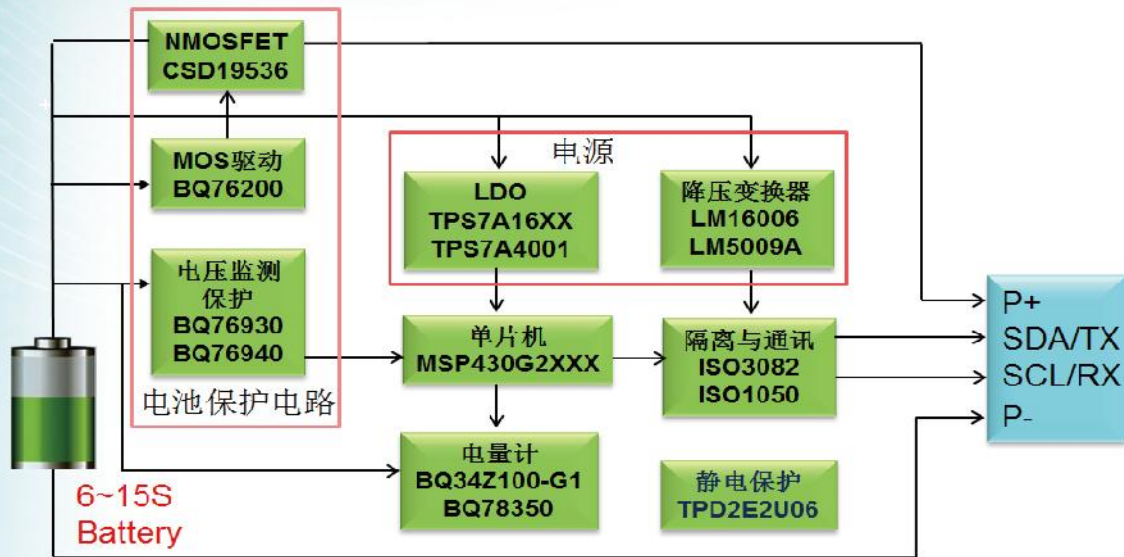 NMOSFET
CSD19536
MOS驱动
BQ76200
电压监测
保护
BQ76930
BQ76940
电池保护电路
6~15S
Battery
电源
LDO
TPS7A16XX
TPS7A4001
降压变换器
LM16006
LM5009A
单片机
MSP430G2XXX
隔离与通讯
ISO3082
ISO1050
电量计
BQ34Z100-G1
BQ78350
静电保护
TPD2E2U06
P+
SDA/TX
SCL/RX
P-